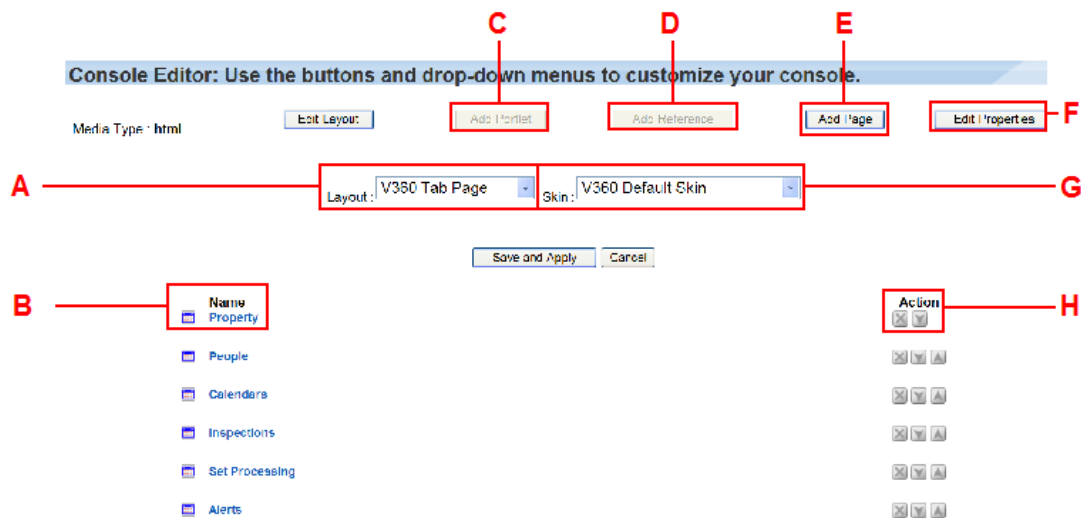 C D E
Console Editor: Use the buttons and drop-down menus to customize your console.
Media Type : html Edit Layout Add Portlet Add Reference Add Page Edit Properties F
A Layout : V360 Tab Page Skin : V360 Default Skin G
Save and Apply Cancel
B Name Action H
Property
People
Calendars
Inspections
Set Processing
Alerts